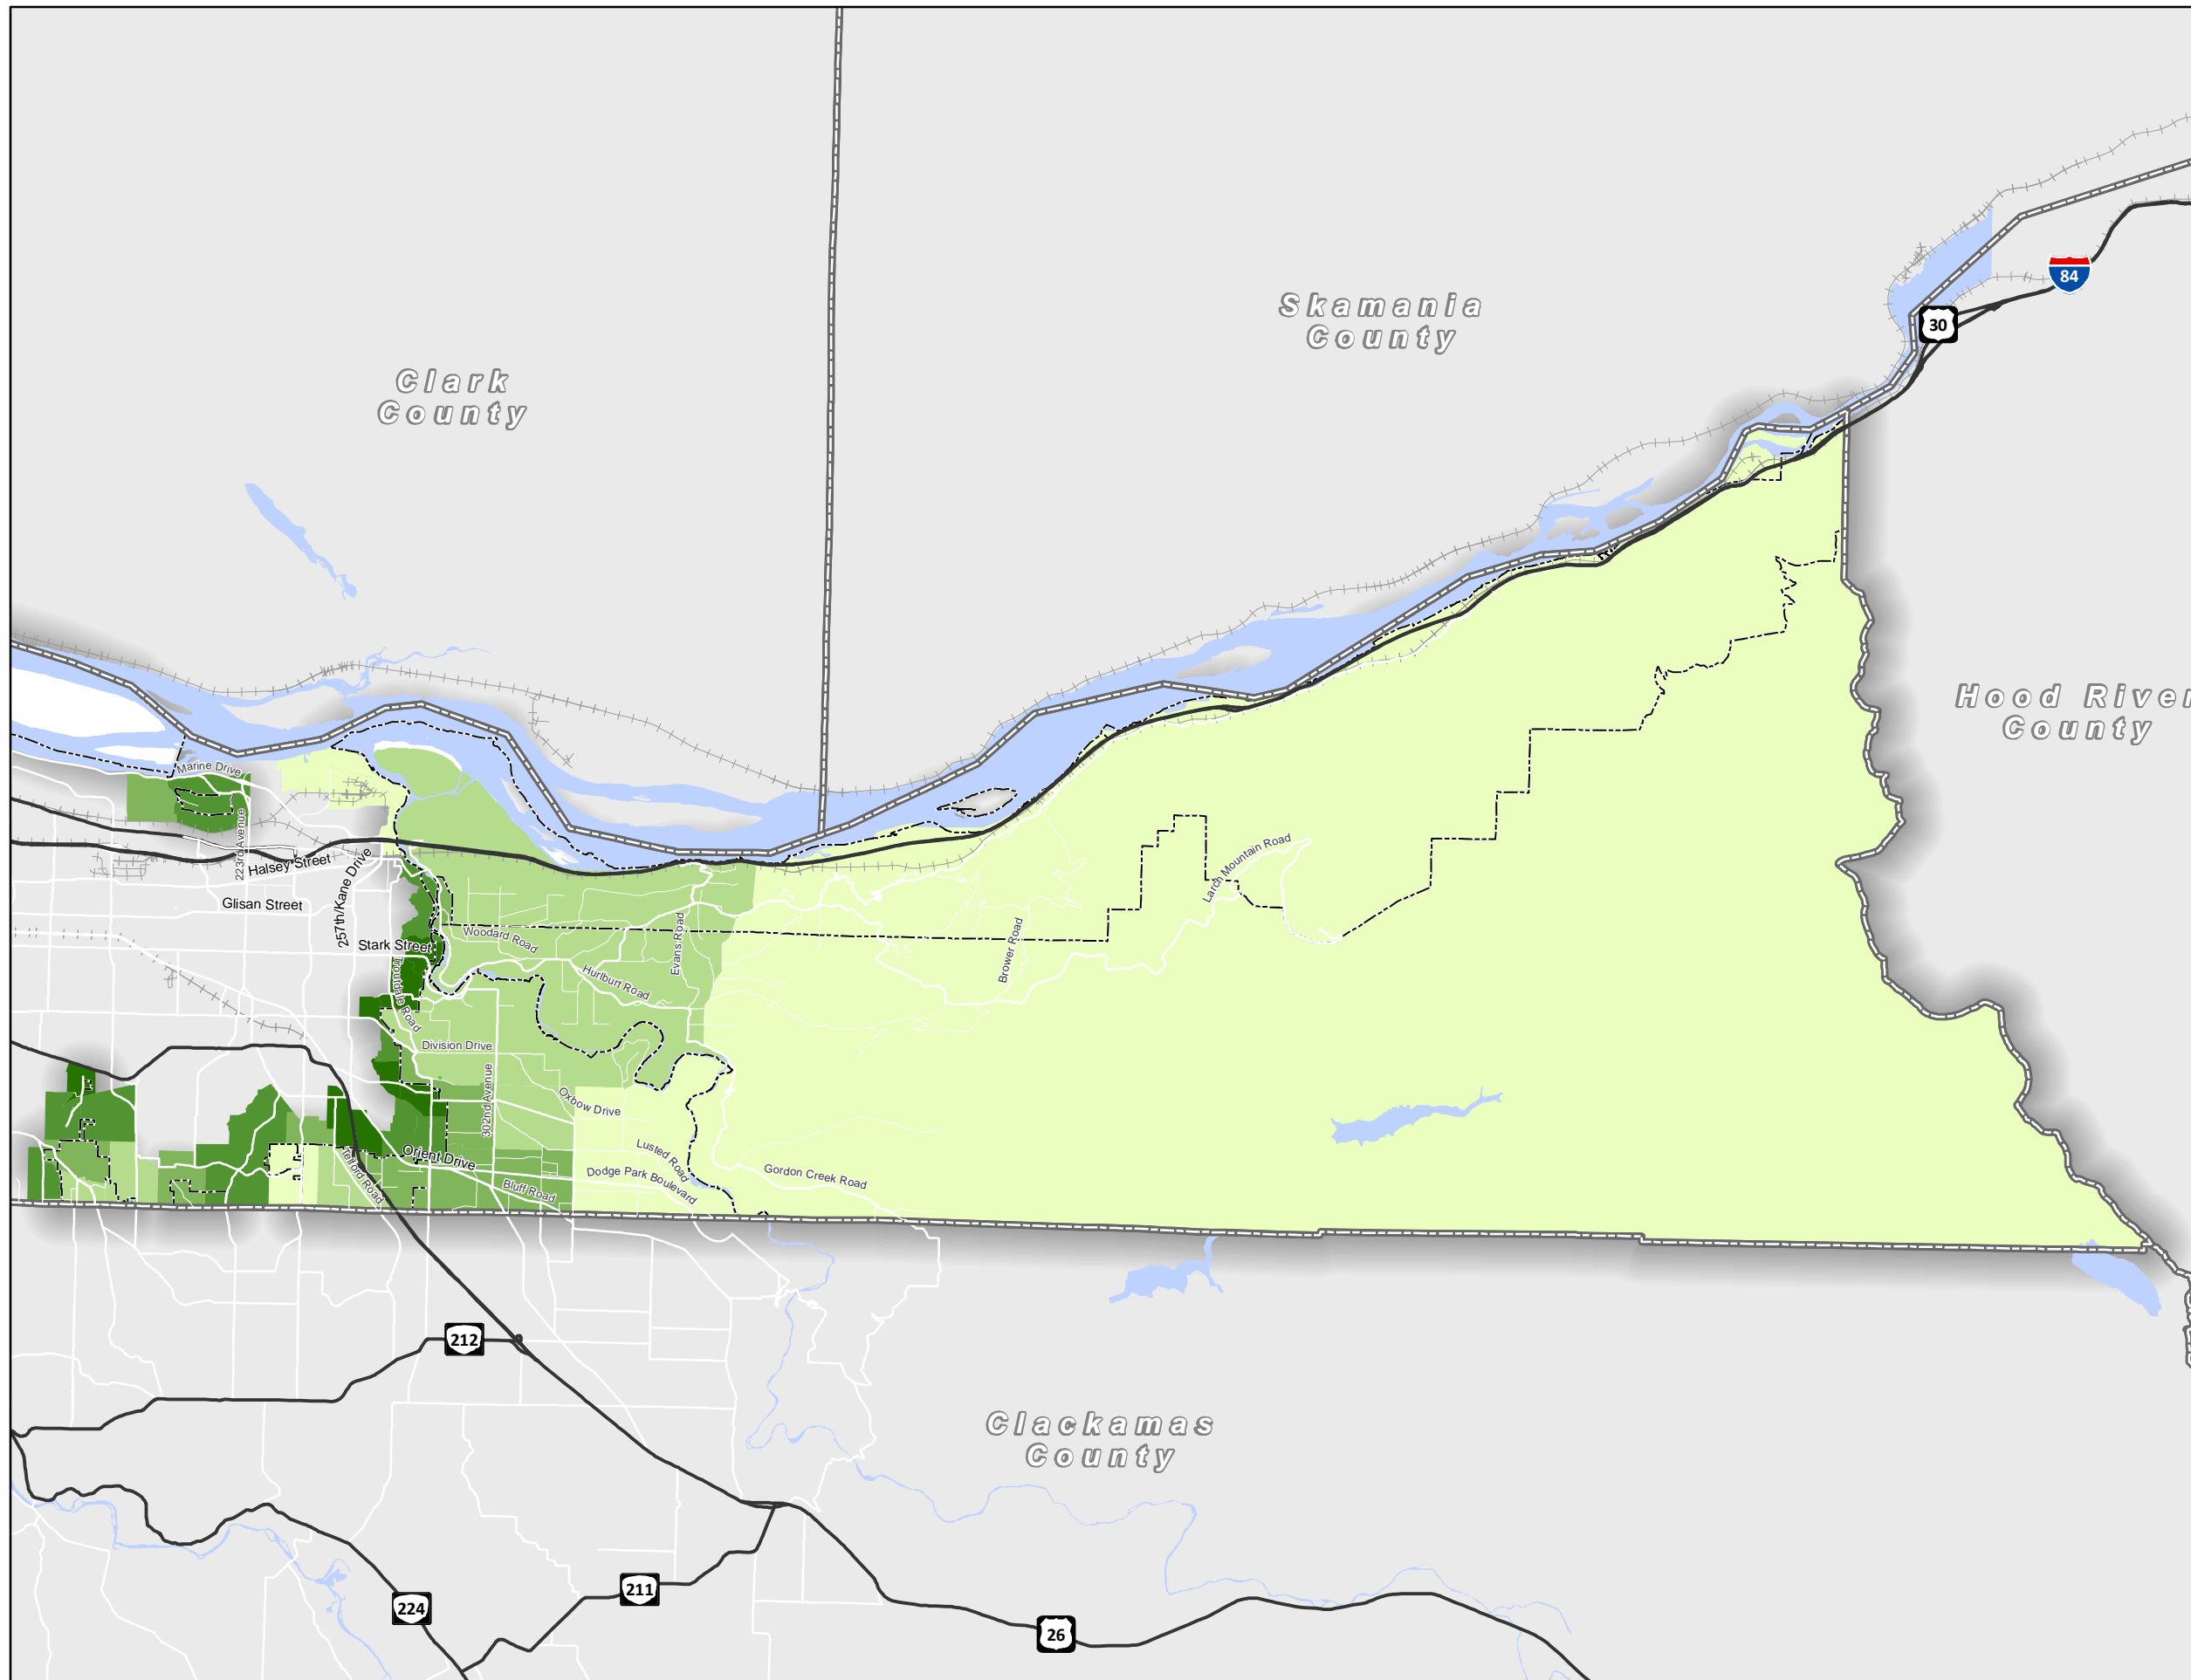 84
Skamania
County
30
Clark
County
Hood River
County
Marine Drive
223rd Avenue
Halsey Street
257th/Kane Drive
Glisan Street
Larch Mountain Road
Stark Street
Woodard Road
Evans Road
Brower Road
Hurlburt Road
Troutdale Road
Division Drive
302nd Avenue
Oxbow Drive
Orient Drive
Lusted Road
Telford Road
Dodge Park Boulevard
Gordon Creek Road
Bluff Road
212
Clackamas
County
211
224
26